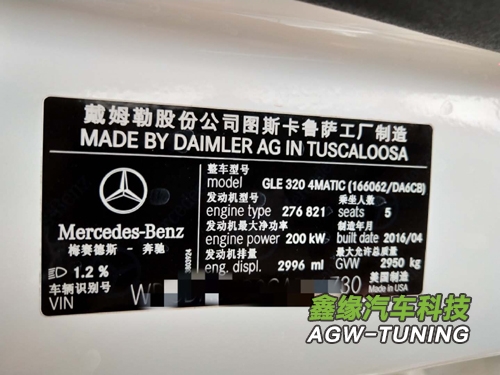 戴姆勒股份公司图斯卡鲁萨工厂制造
MADE BY DAIMLER AG IN TUSCALOOSA
整车型号
model GLE 320 4MATIC (166062/DA6CB)
发动机型号 乘坐人数
engine type 276 821 seats 5
发动机最大净功率 制造年月
engine power 200 kW built date 2016/04
发动机排量 最大允许总质量
eng. displ. 2996 ml GVW 2950 kg
Mercedes-Benz
梅赛德斯 - 奔驰
1.2 %
车辆识别号
VIN
730
美国制造
Made in USA
鑫缘汽车科技
AGW-TUNING